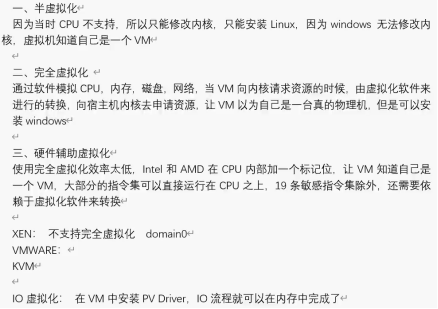 一、半虚拟化
因为当时 CPU 不支持，所以只能修改内核，只能安装 Linux，因为 windows 无法修改内
核，虚拟机知道自己是一个 VM
二、完全虚拟化
通过软件模拟 CPU，内存，磁盘，网络，当 VM 向内核请求资源的时候，由虚拟化软件来
进行的转换，向宿主机内核去申请资源，让 VM 以为自己是一台真的物理机，但是可以安
装 windows
三、硬件辅助虚拟化
使用完全虚拟化效率太低，Intel 和 AMD 在 CPU 内部加一个标记位，让 VM 知道自己是
一个 VM，大部分的指令集可以直接运行在 CPU 之上，19 条敏感指令集除外，还需要依
赖于虚拟化软件来转换
XEN： 不支持完全虚拟化 domain0
VMWARE：
KVM
IO 虚拟化： 在 VM 中安装 PV Driver，IO 流程就可以在内存中完成了